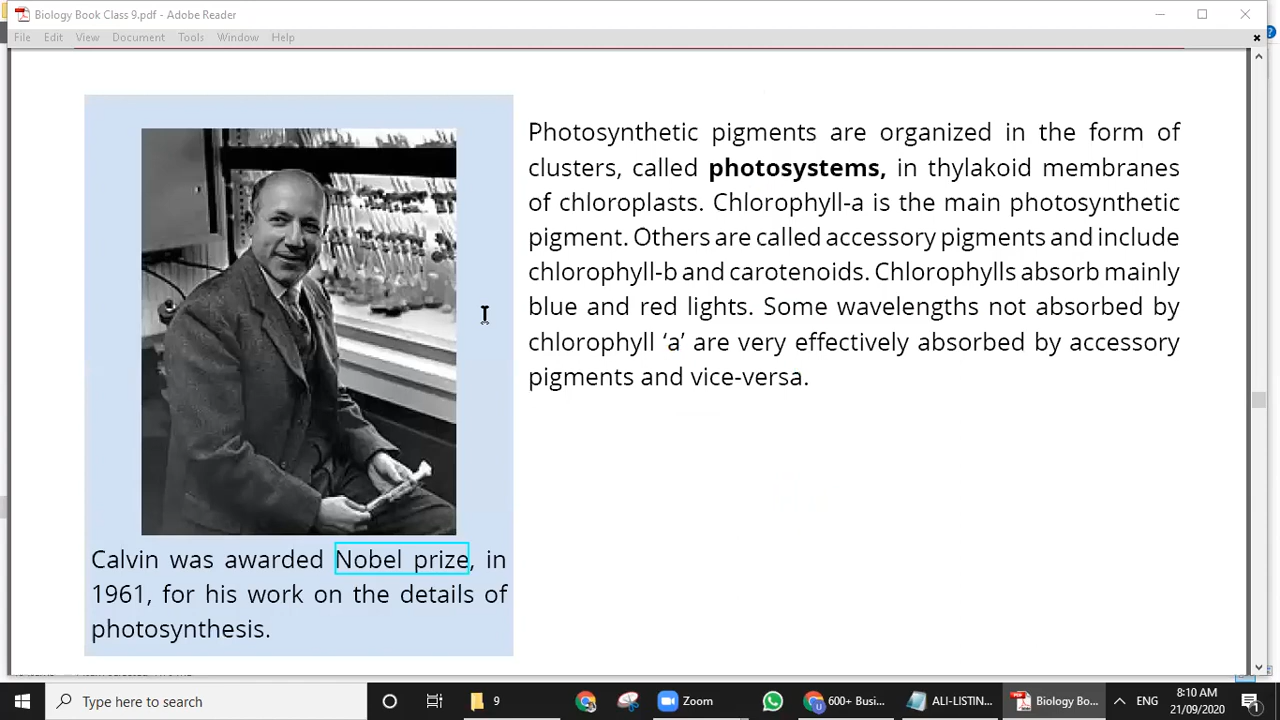 Biology Book Class 9.pdf - Adobe Reader
File Edit View Document Tools Window Help
Photosynthetic pigments are organized in the form of
clusters, called photosystems, in thylakoid membranes
of chloroplasts. Chlorophyll-a is the main photosynthetic
pigment. Others are called accessory pigments and include
chlorophyll-b and carotenoids. Chlorophylls absorb mainly
blue and red lights. Some wavelengths not absorbed by
chlorophyll ‘a’ are very effectively absorbed by accessory
pigments and vice-versa.
Calvin was awarded Nobel prize, in
1961, for his work on the details of
photosynthesis.
Type here to search
9
Zoom
600+ Busi...
ALI-LISTIN...
Biology Bo...
ENG
8:10 AM
21/09/2020
1